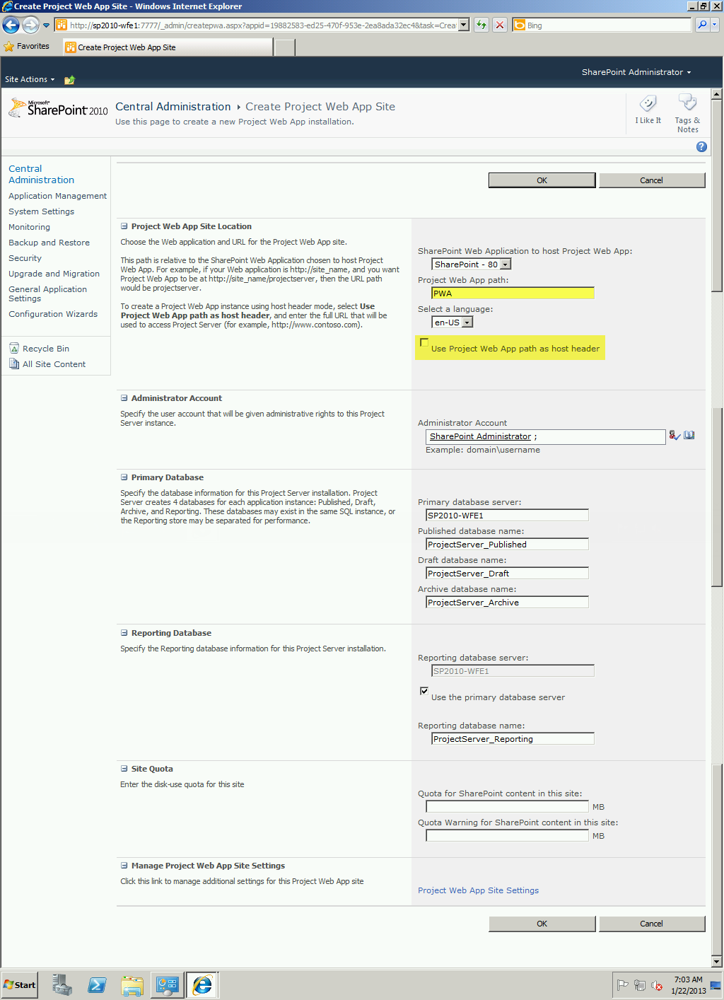 Create Project Web App Site - Windows Internet Explorer
http://sp2010-wfe1:7777/_admin/createpwa.aspx?appid=19882583-ed25-470f-953e-2ea8ada32ec4&task=Crea
Bing
Favorites
Create Project Web App Site
Site Actions
SharePoint Administrator
Microsoft
SharePoint 2010
Central Administration Create Project Web App Site
Use this page to create a new Project Web App installation.
I Like It
Tags &
Notes
Central
Administration
Application Management
System Settings
Monitoring
Backup and Restore
Security
Upgrade and Migration
General Application
Settings
Configuration Wizards
Recycle Bin
All Site Content
OK
Cancel
Project Web App Site Location
Choose the Web application and URL for the Project Web App site.
This path is relative to the SharePoint Web Application chosen to host Project
Web App. For example, if your Web application is http://site_name, and you want
Project Web App to be at http://site_name/projectserver, then the URL path
would be projectserver.
To create a Project Web App instance using host header mode, select Use
Project Web App path as host header, and enter the full URL that will be
used to access Project Server (for example, http://www.contoso.com).
SharePoint Web Application to host Project Web App:
SharePoint - 80
Project Web App path:
PWA
Select a language:
en-US
Use Project Web App path as host header
Administrator Account
Specify the user account that will be given administrative rights to this Project
Server instance.
Administrator Account
SharePoint Administrator ;
Example: domain\username
Primary Database
Specify the database information for this Project Server installation. Project
Server creates 4 databases for each application instance: Published, Draft,
Archive, and Reporting. These databases may exist in the same SQL instance, or
the Reporting store may be separated for performance.
Primary database server:
SP2010-WFE1
Published database name:
ProjectServer_Published
Draft database name:
ProjectServer_Draft
Archive database name:
ProjectServer_Archive
Reporting Database
Specify the Reporting database information for this Project Server installation.
Reporting database server:
SP2010-WFE1
Use the primary database server
Reporting database name:
ProjectServer_Reporting
Site Quota
Enter the disk-use quota for this site
Quota for SharePoint content in this site:
MB
Quota Warning for SharePoint content in this site:
MB
Manage Project Web App Site Settings
Click this link to manage additional settings for this Project Web App site
Project Web App Site Settings
OK
Cancel
Start
7:03 AM
1/22/2013